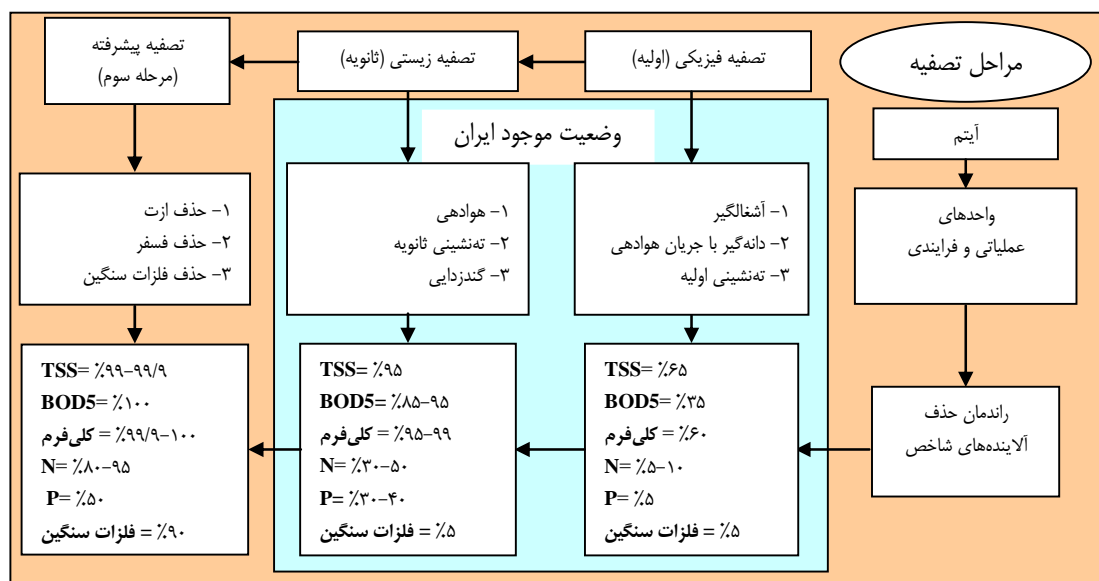 مراحل تصفیه
تصفیه فیزیکی (اولیه)
تصفیه زیستی (ثانویه)
تصفیه پیشرفته
(مرحله سوم)
وضعیت موجود ایران
آیتم
واحدهای
عملیاتی و فرایندی
۱- آشغالگیر
۲- دانه‌گیر با جریان هوادهی
۳- ته‌نشینی اولیه
۱- هوادهی
۲- ته‌نشینی ثانویه
۳- گندزدایی
۱- حذف ازت
۲- حذف فسفر
۳- حذف فلزات سنگین
راندمان حذف
آلاینده‌های شاخص
TSS= ٪۶۵
BOD5= ٪۳۵
کلی‌فرم = ٪۶۰
N= ٪۵-۱۰
P= ٪۵
فلزات سنگین = ٪۵
TSS= ٪۹۵
BOD5= ٪۸۵-۹۵
کلی‌فرم = ٪۹۵-۹۹
N= ٪۳۰-۵۰
P= ٪۳۰-۴۰
فلزات سنگین = ٪۵
TSS= ٪۹۹-۹۹/۹
BOD5= ٪۱۰۰
کلی‌فرم = ٪۹۹/۹-۱۰۰
N= ٪۸۰-۹۵
P= ٪۵۰
فلزات سنگین = ٪۹۰